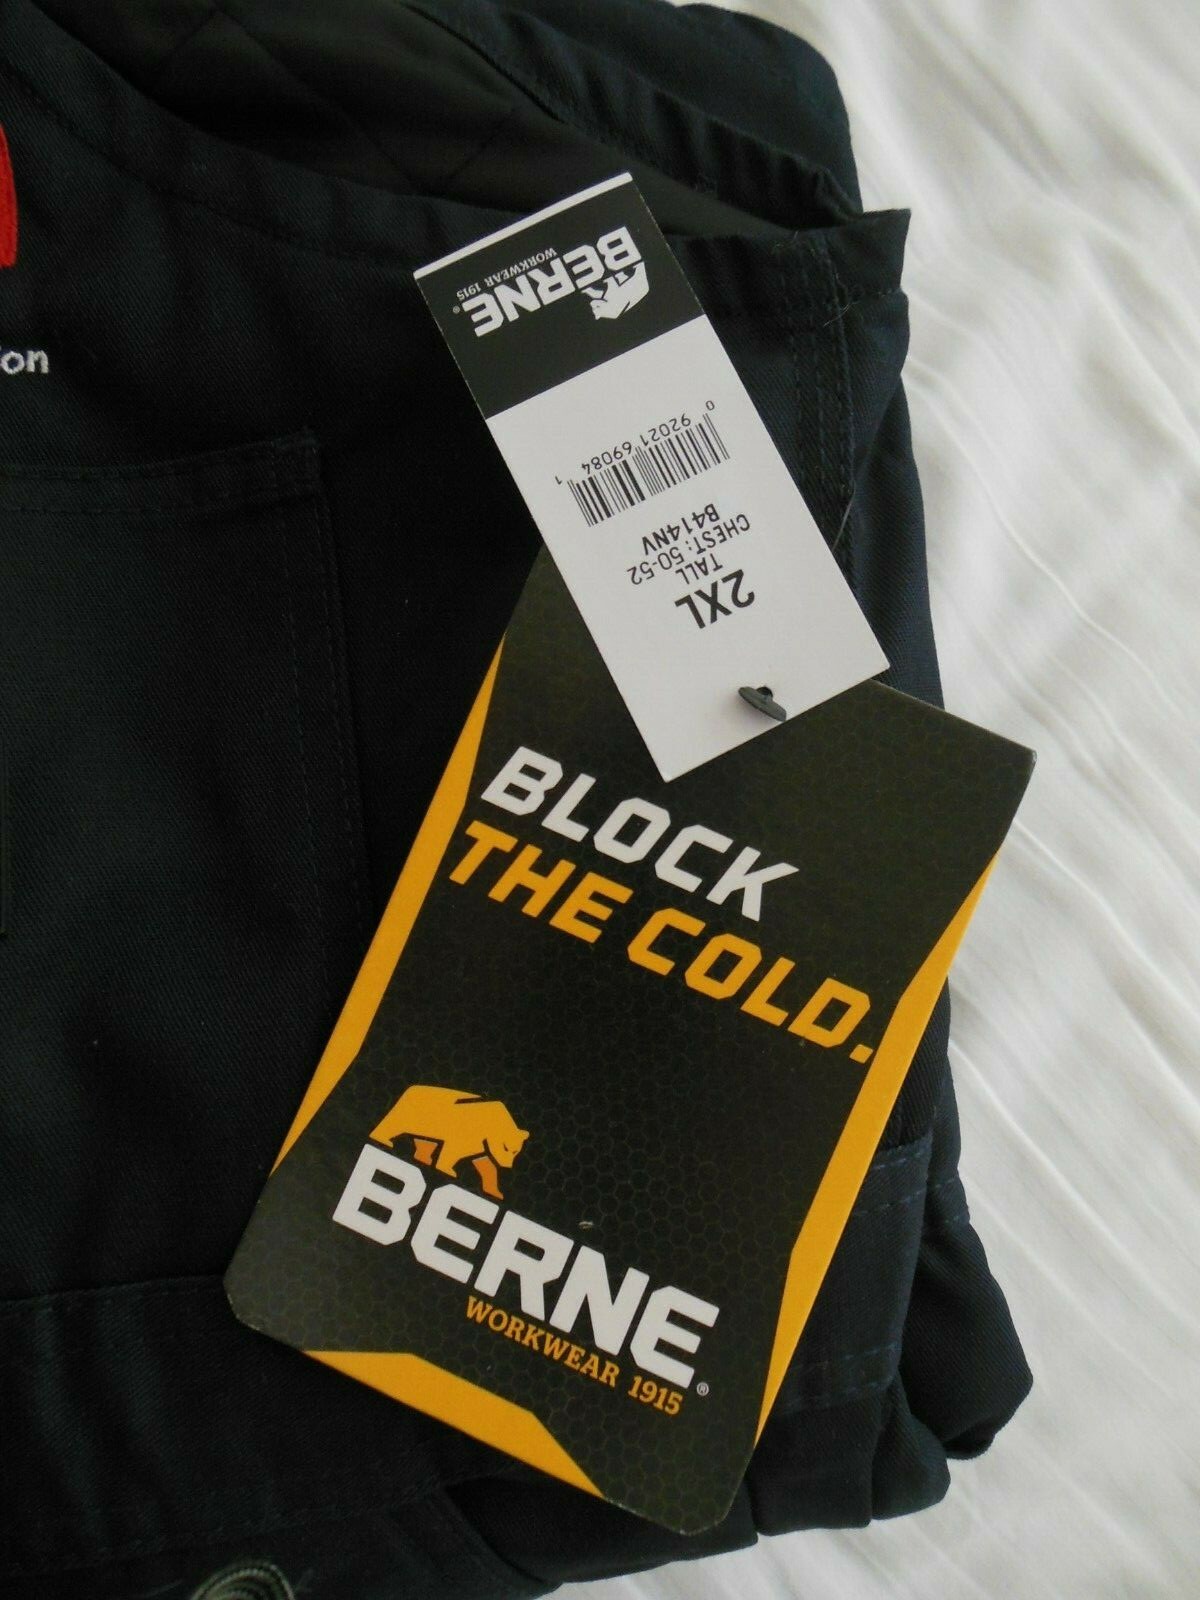 BERNE
WORKWEAR 1915
0 92021 69084 1
B414NV
CHEST: 50-52
TALL
2XL
BLOCK
THE COLD.
BERNE®
WORKWEAR 1915